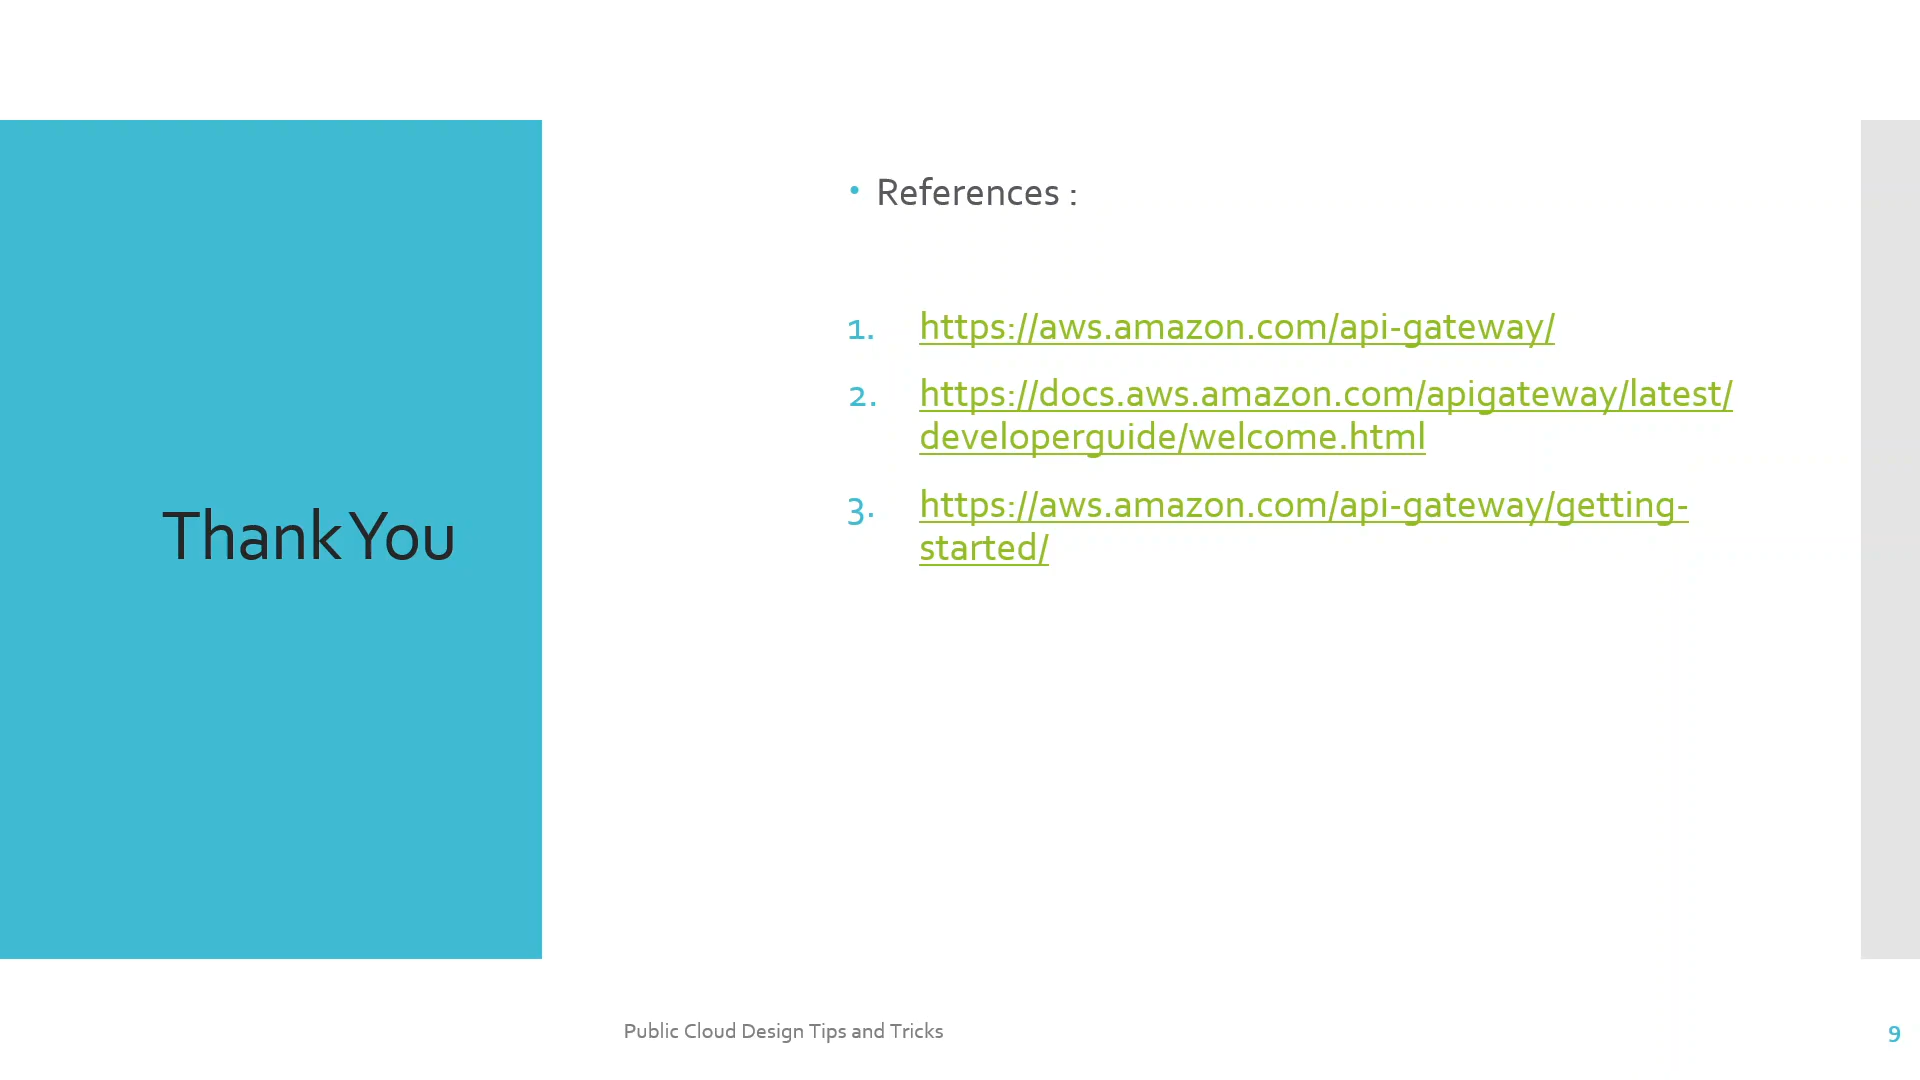 Thank You
• References :
1. https://aws.amazon.com/api-gateway/
2. https://docs.aws.amazon.com/apigateway/latest/
developerguide/welcome.html
3. https://aws.amazon.com/api-gateway/getting-
started/
Public Cloud Design Tips and Tricks
9